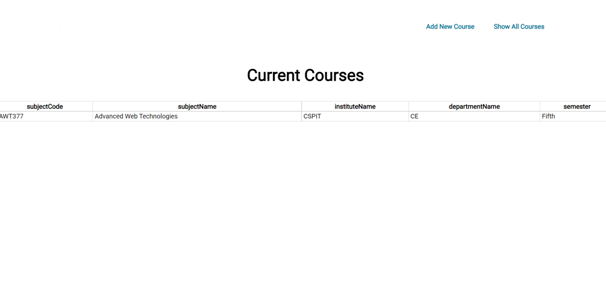 Add New Course Show All Courses
Current Courses
subjectCode subjectName instituteName departmentName semester
AWT377 Advanced Web Technologies CSPIT CE Fifth